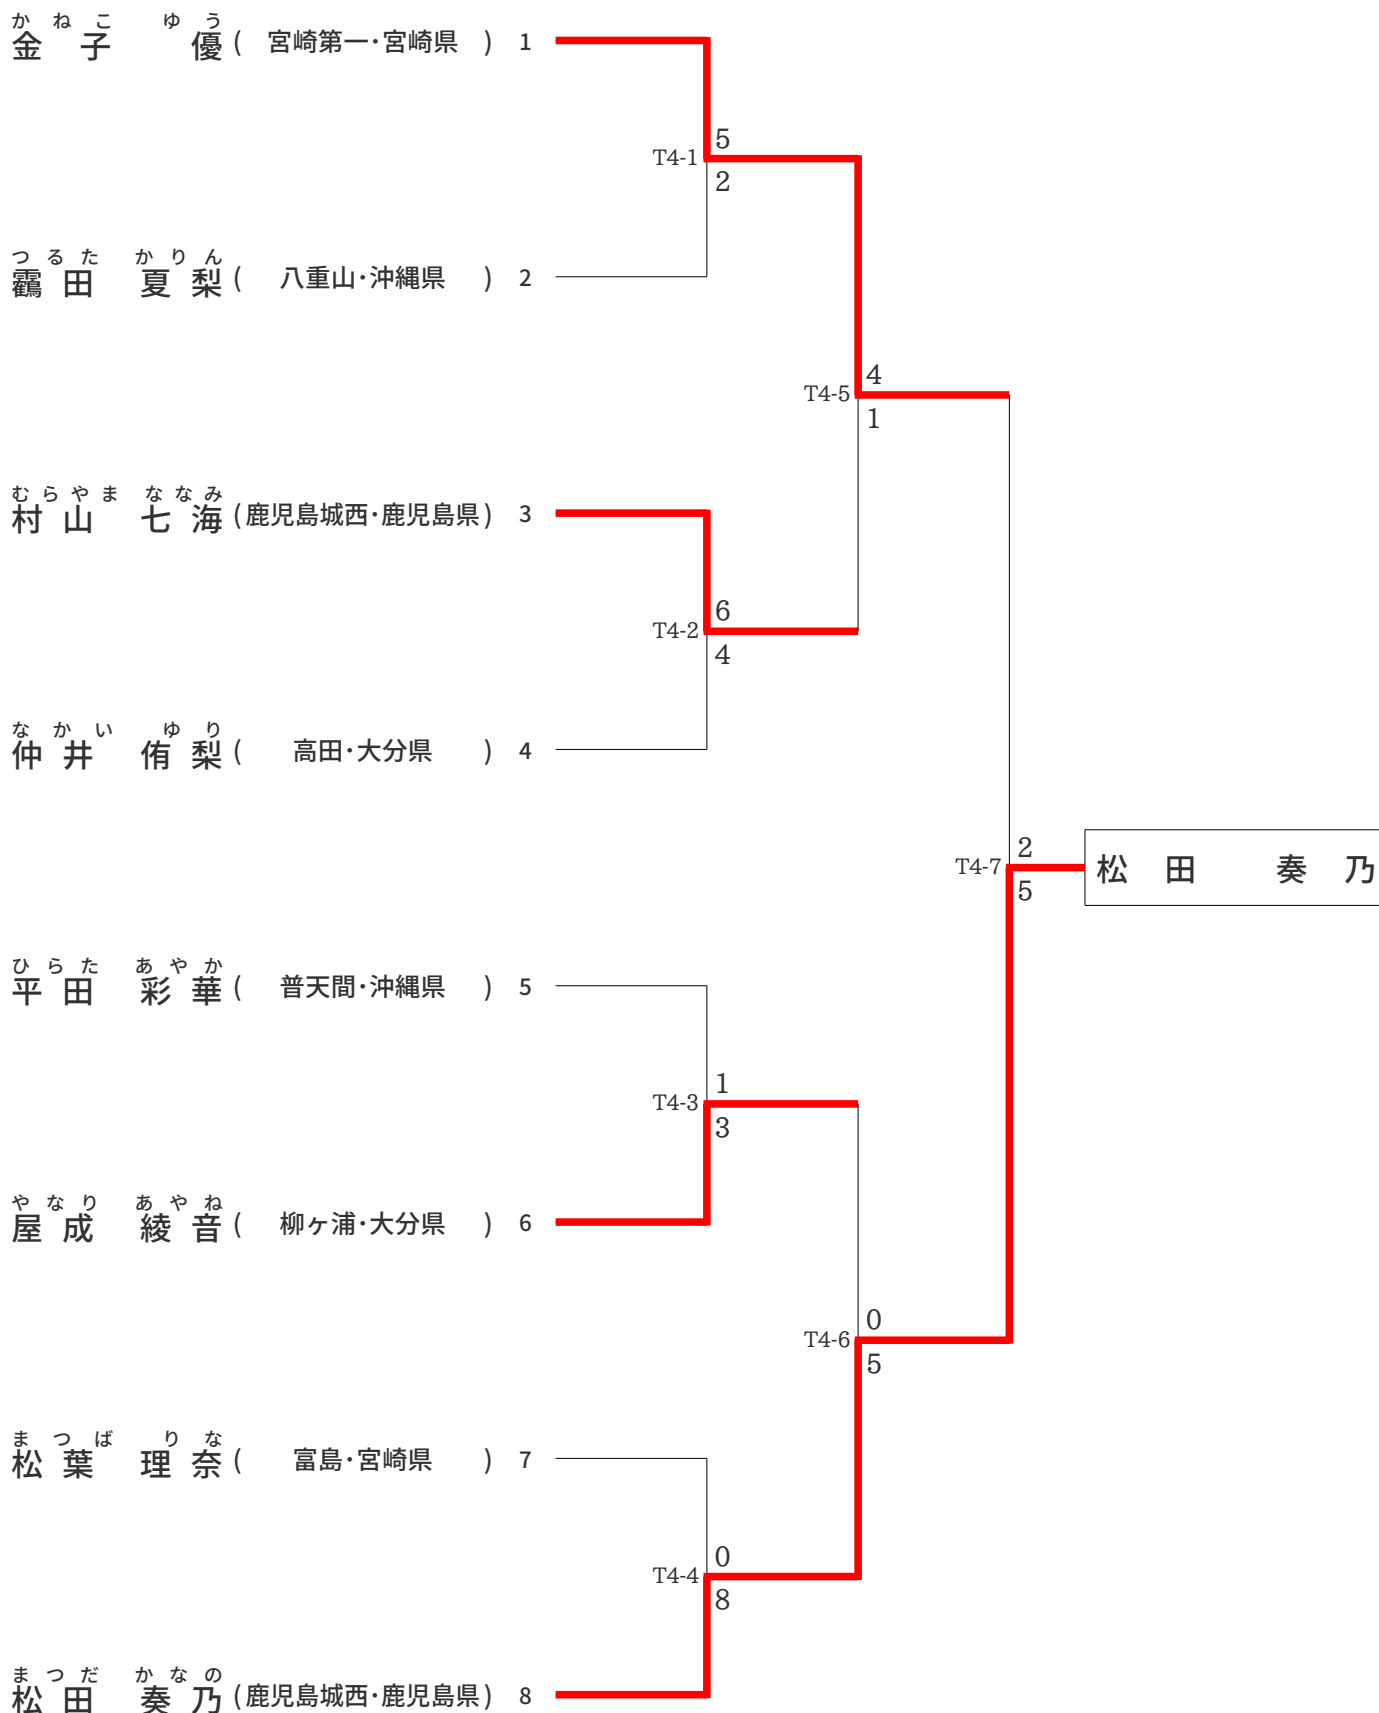 かねこ ゆう
金子 優 ( 宮崎第一・宮崎県 ) 1
5
T4-1
2
つるた かりん
靍田 夏梨 ( 八重山・沖縄県 ) 2
4
T4-5
1
むらやま ななみ
村山 七海 (鹿児島城西・鹿児島県) 3
6
T4-2
4
なかい ゆり
仲井 侑梨 ( 高田・大分県 ) 4
2
T4-7 松田 奏乃
5
ひらた あやか
平田 彩華 ( 普天間・沖縄県 ) 5
1
T4-3
3
やなり あやね
屋成 綾音 ( 柳ヶ浦・大分県 ) 6
0
T4-6
5
まつば りな
松葉 理奈 ( 富島・宮崎県 ) 7
0
T4-4
8
まつだ かなの
松田 奏乃 (鹿児島城西・鹿児島県) 8